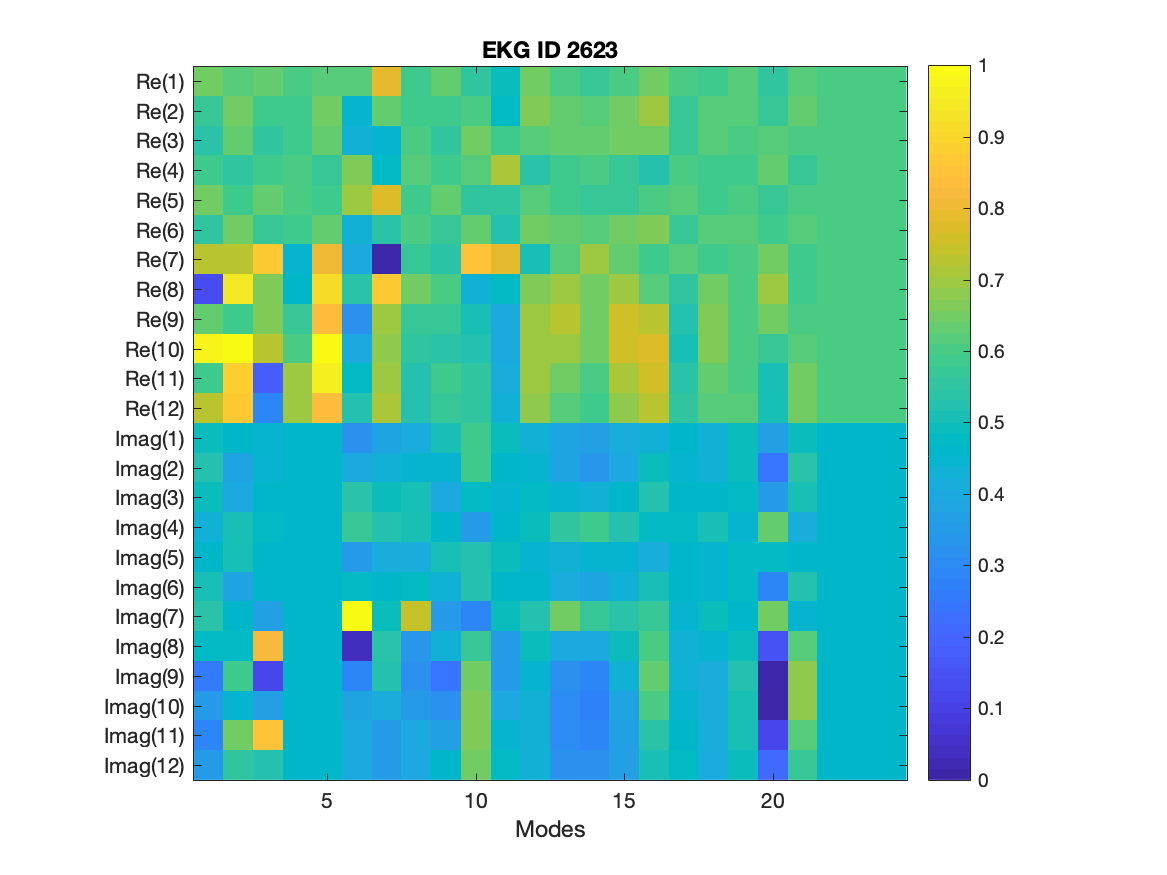 EKG ID 2623
Re(1)
Re(2)
Re(3)
Re(4)
Re(5)
Re(6)
Re(7)
Re(8)
Re(9)
Re(10)
Re(11)
Re(12)
Imag(1)
Imag(2)
Imag(3)
Imag(4)
Imag(5)
Imag(6)
Imag(7)
Imag(8)
Imag(9)
Imag(10)
Imag(11)
Imag(12)
5 10 15 20
Modes
1
0.9
0.8
0.7
0.6
0.5
0.4
0.3
0.2
0.1
0